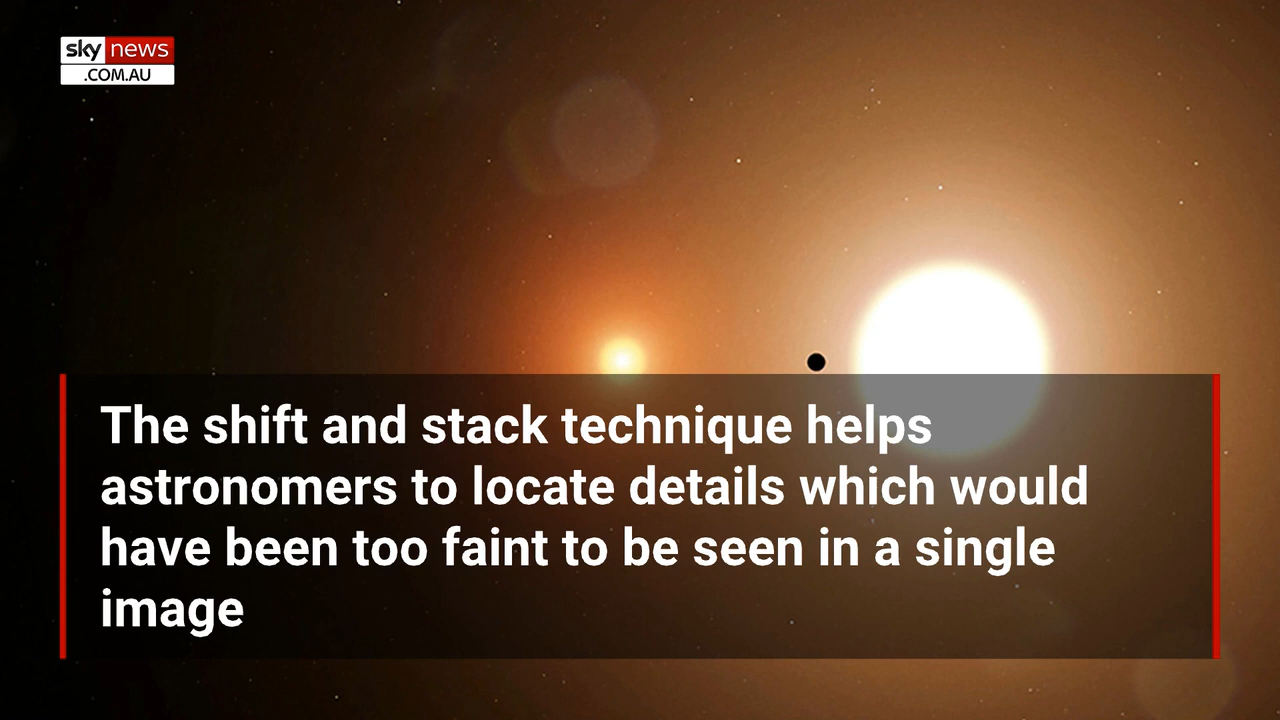 sky news
.COM.AU
The shift and stack technique helps
astronomers to locate details which would
have been too faint to be seen in a single
image